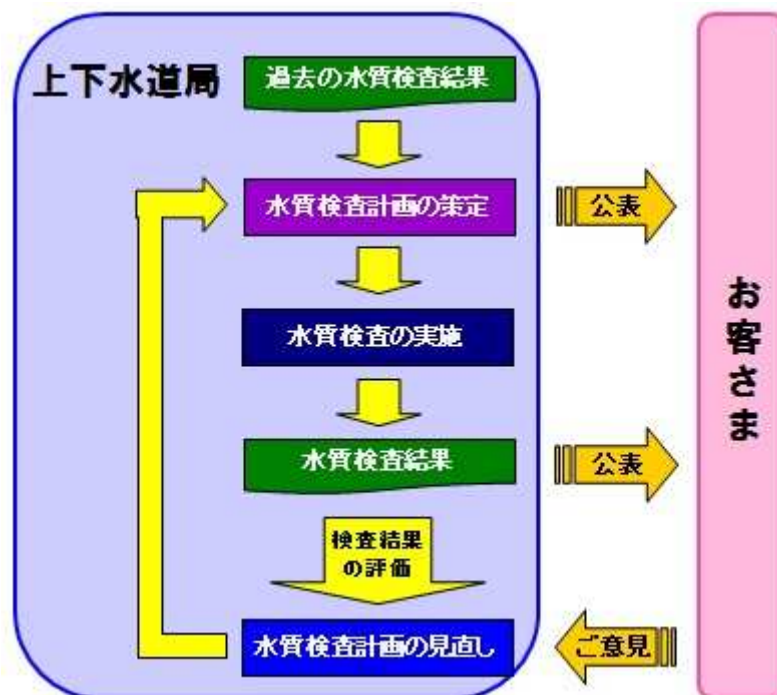 上下水道局
過去の水質検査結果
水質検査計画の策定
公表
水質検査の実施
お客さま
水質検査結果
公表
検査結果
の評価
水質検査計画の見直し
ご意見